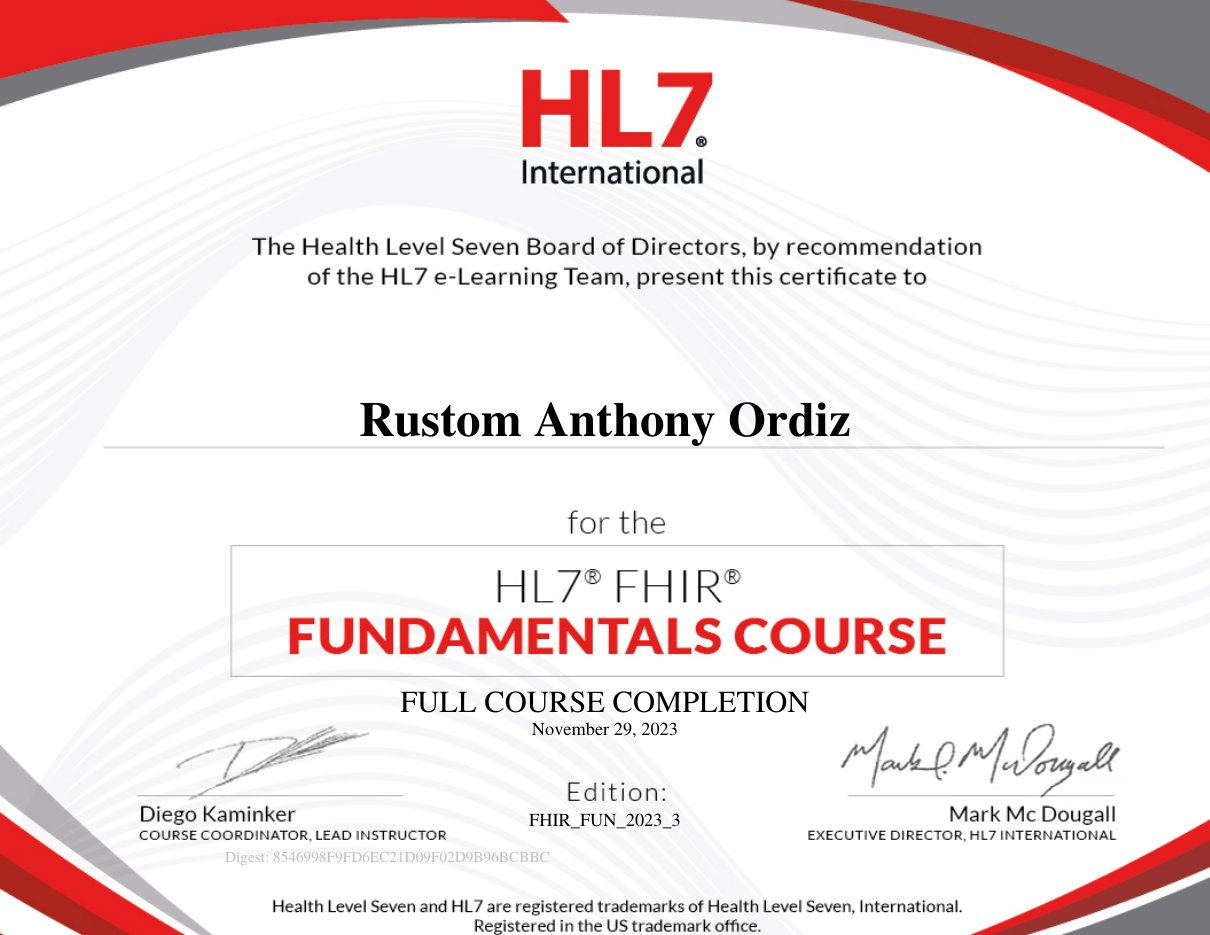 HL7®
International
The Health Level Seven Board of Directors, by recommendation
of the HL7 e-Learning Team, present this certificate to
Rustom Anthony Ordiz
for the
HL7® FHIR®
FUNDAMENTALS COURSE
FULL COURSE COMPLETION
November 29, 2023
Mark P. McDougall
Edition:
FHIR_FUN_2023_3
Diego Kaminker
COURSE COORDINATOR, LEAD INSTRUCTOR
Mark Mc Dougall
EXECUTIVE DIRECTOR, HL7 INTERNATIONAL
Digest: 8546998F9FD6EC21D09F02D9B96BCBBC
Health Level Seven and HL7 are registered trademarks of Health Level Seven, International.
Registered in the US trademark office.